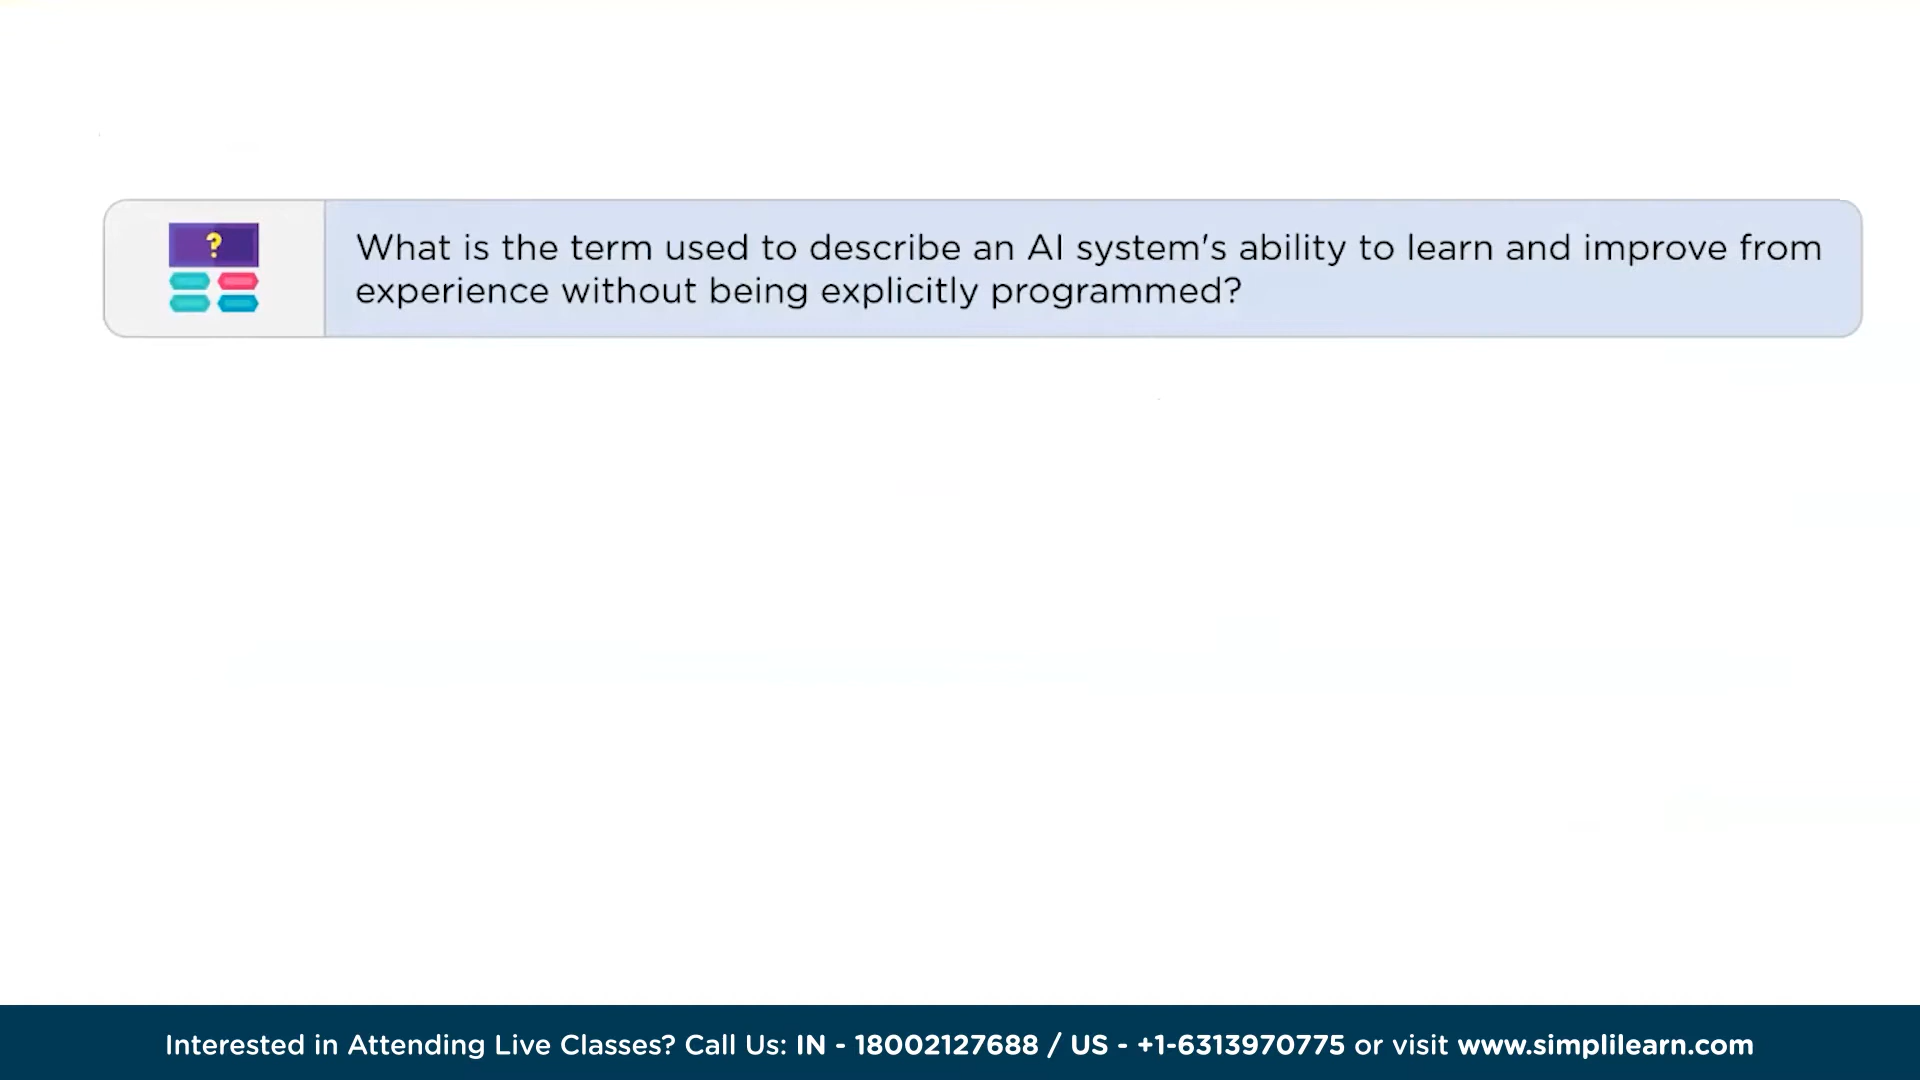 ?
What is the term used to describe an AI system's ability to learn and improve from
experience without being explicitly programmed?
Interested in Attending Live Classes? Call Us: IN - 18002127688 / US - +1-6313970775 or visit www.simplilearn.com